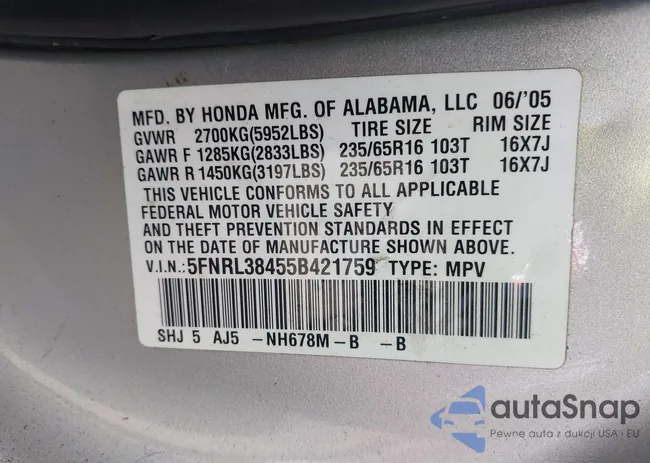 MFD. BY HONDA MFG. OF ALABAMA, LLC 06/'05
GVWR 2700KG(5952LBS) TIRE SIZE RIM SIZE
GAWR F 1285KG(2833LBS) 235/65R16 103T 16X7J
GAWR R 1450KG(3197LBS) 235/65R16 103T 16X7J
THIS VEHICLE CONFORMS TO ALL APPLICABLE
FEDERAL MOTOR VEHICLE SAFETY
AND THEFT PREVENTION STANDARDS IN EFFECT
ON THE DATE OF MANUFACTURE SHOWN ABOVE.
V.I.N.:5FNRL38455B421759 TYPE: MPV
SHJ 5 AJ5 -NH678M-B -B
autaSnap
Pewne auta z dukcji USA i EU